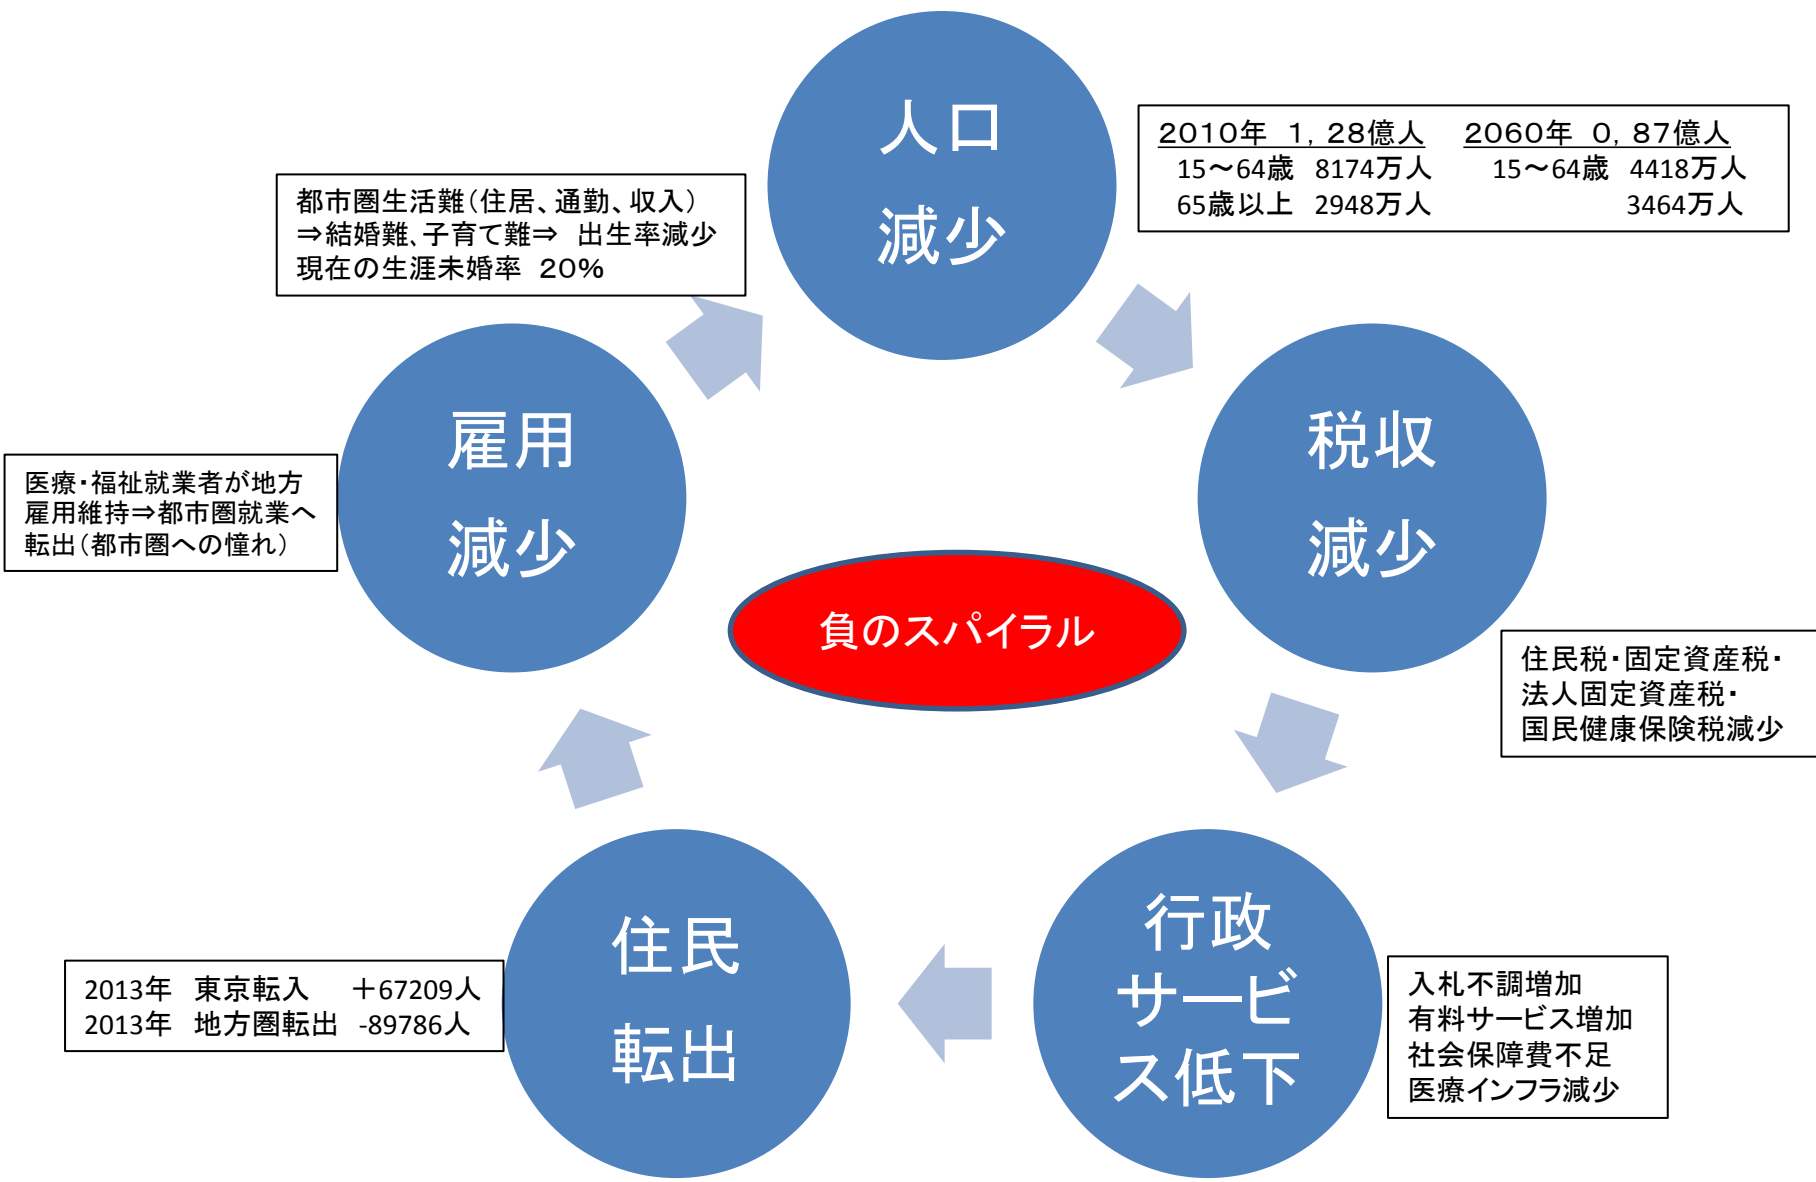 人口
減少
2010年 1,28億人 2060年 0,87億人
15～64歳 8174万人 15～64歳 4418万人
65歳以上 2948万人 3464万人
都市圏生活難(住居、通勤、収入)
⇒結婚難、子育て難⇒ 出生率減少
現在の生涯未婚率 20%
雇用
減少
税収
減少
医療・福祉就業者が地方
雇用維持⇒都市圏就業へ
転出(都市圏への憧れ)
負のスパイラル
住民税・固定資産税・
法人固定資産税・
国民健康保険税減少
住民
転出
行政
サービ
ス低下
2013年 東京転入 +67209人
2013年 地方圏転出 -89786人
入札不調増加
有料サービス増加
社会保障費不足
医療インフラ減少